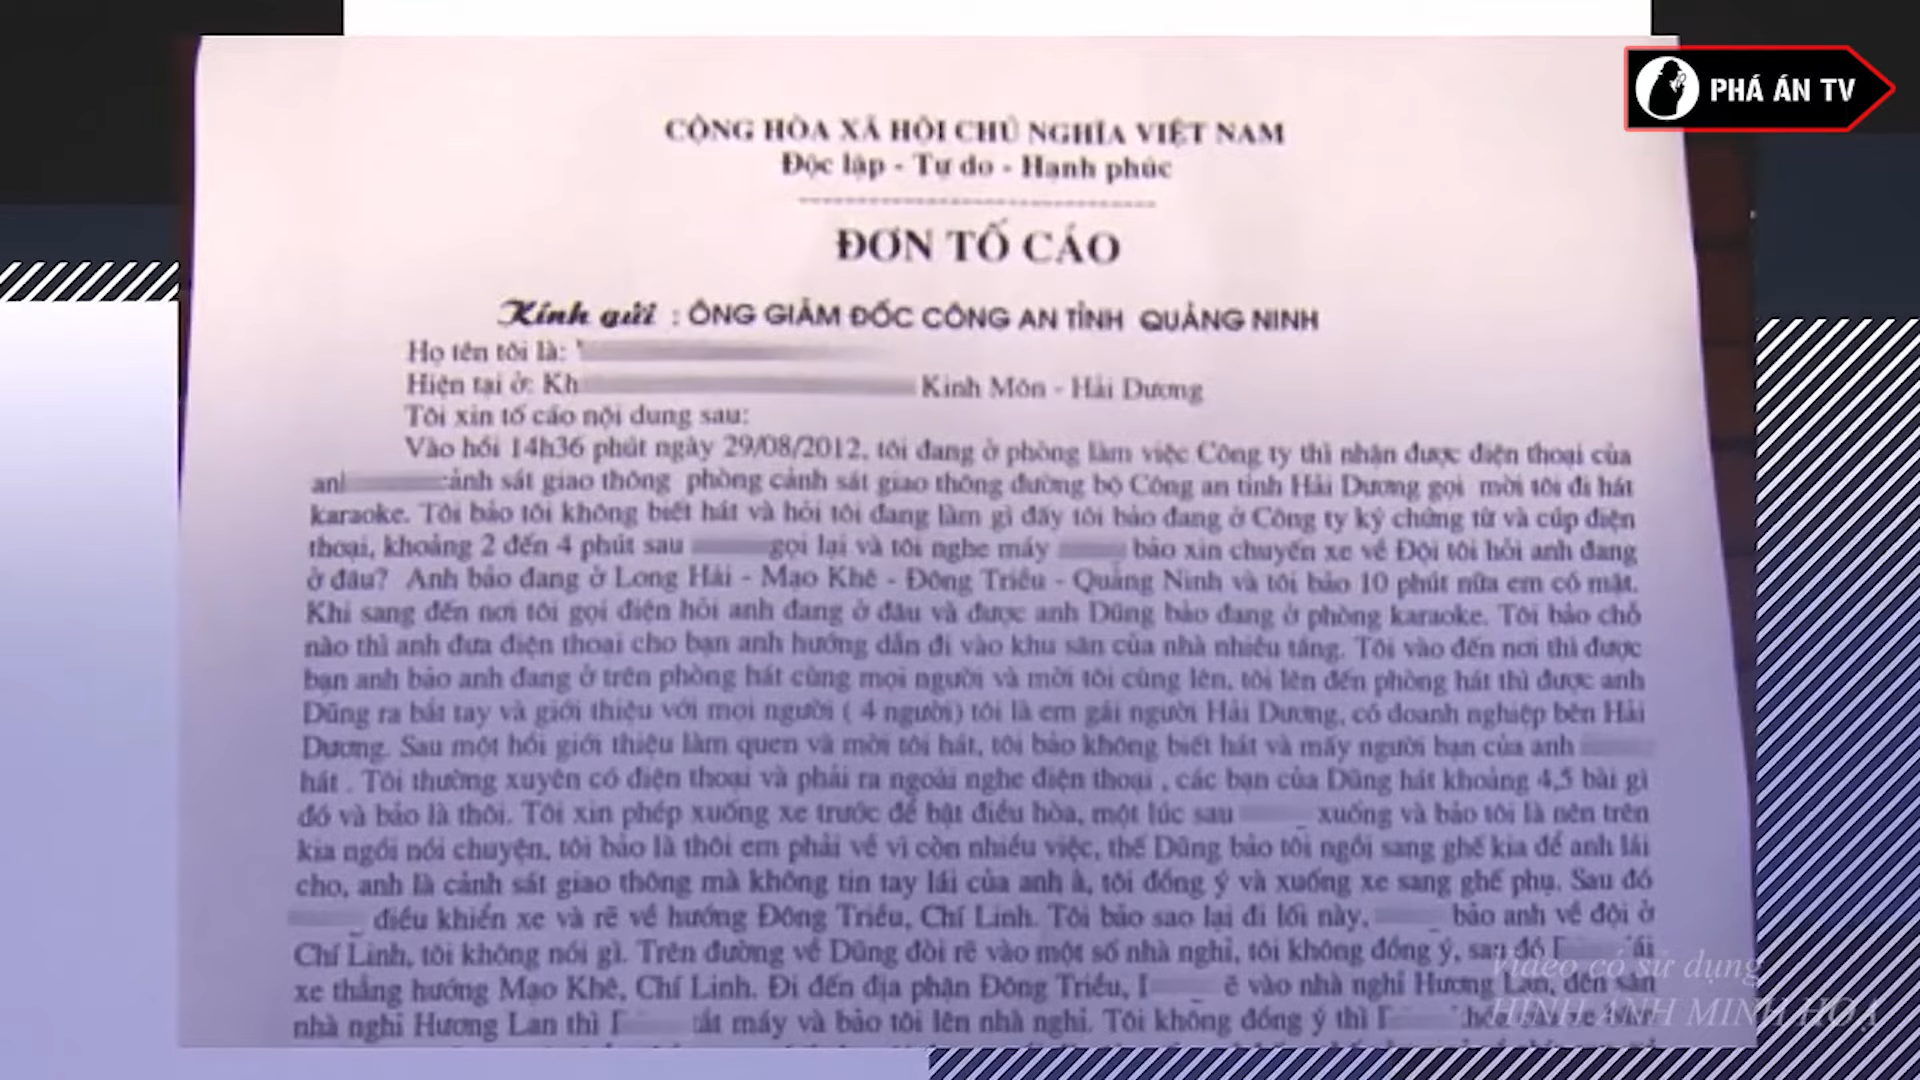 PHÁ ÁN TV
CỘNG HÒA XÃ HỘI CHỦ NGHĨA VIỆT NAM
Độc lập - Tự do - Hạnh phúc
ĐƠN TỐ CÁO
Kính gửi : ÔNG GIÁM ĐỐC CÔNG AN TỈNH QUẢNG NINH
Họ tên tôi là:
Hiện tại ở: Kh Kinh Môn - Hải Dương
Tôi xin tố cáo nội dung sau:
Vào hồi 14h36 phút ngày 29/08/2012, tôi đang ở phòng làm việc Công ty thì nhận được điện thoại của
cảnh sát giao thông phòng cảnh sát giao thông đường bộ Công an tỉnh Hải Dương gọi mời tôi đi hát
karaoke. Tôi bảo tôi không biết hát và hỏi tôi đang làm gì đấy tôi bảo đang ở Công ty ký chứng từ và cúp điện
thoại, khoảng 2 đến 4 phút sau gọi lại và tôi nghe máy bảo xin chuyến xe về Đội tôi hỏi anh đang
ở đâu? Anh bảo đang ở Long Hải - Mạo Khê - Đông Triều - Quảng Ninh và tôi bảo 10 phút nữa em có mặt.
Khi sang đến nơi tôi gọi điện hỏi anh đang ở đâu và được anh Dũng bảo đang ở phòng karaoke. Tôi bảo chỗ
nào thì anh đưa điện thoai cho bạn anh hướng dẫn đi vào khu sân của nhà nhiều tầng. Tôi vào đến nơi thì được
bạn anh bảo anh đang ở trên phòng hát cùng mọi người và mời tôi cùng lên, tôi lên đến phòng hát thì được anh
Dũng ra bắt tay và giới thiệu với mọi người ( 4 người) tôi là em gái người Hải Dương, có doanh nghiệp bên Hải
Dương. Sau một hồi giới thiệu làm quen và mời tôi hát, tôi bảo không biết hát và mấy người bạn của anh
hát . Tôi thường xuyên có điện thoại và phải ra ngoài nghe điện thoại , các bạn của Dũng hát khoảng 4,5 bài gì
đó và bảo là thôi. Tôi xin phép xuống xe trước để bật điều hòa, một lúc sau xuống và bảo tôi là nên trên
kia ngồi nói chuyện, tôi bảo là thôi em phải về vì còn nhiều việc, thế Dũng bảo tôi ngồi sang ghế kia để anh lái
cho, anh là cảnh sát giao thông mà không tin tay lái của anh à, tôi đồng ý và xuống xe sang ghế phụ. Sau đó
điều khiển xe và rẽ về hướng Đông Triều, Chí Linh. Tôi bảo sao lại đi lối này, bảo anh về đội ở
Chí Linh, tôi không nói gì. Trên đường về Dũng đòi rẽ vào một số nhà nghỉ, tôi không đồng ý, sau đó
xe thẳng hướng Mạo Khê, Chí Linh. Đi đến địa phận Đông Triều, vào nhà nghỉ Hương Lan, đến sân
nhà nghỉ Hương Lan thì máy và bảo tôi lên nhà nghỉ. Tôi không đồng ý thì
Video có sử dụng
HÌNH ẢNH MINH HỌA